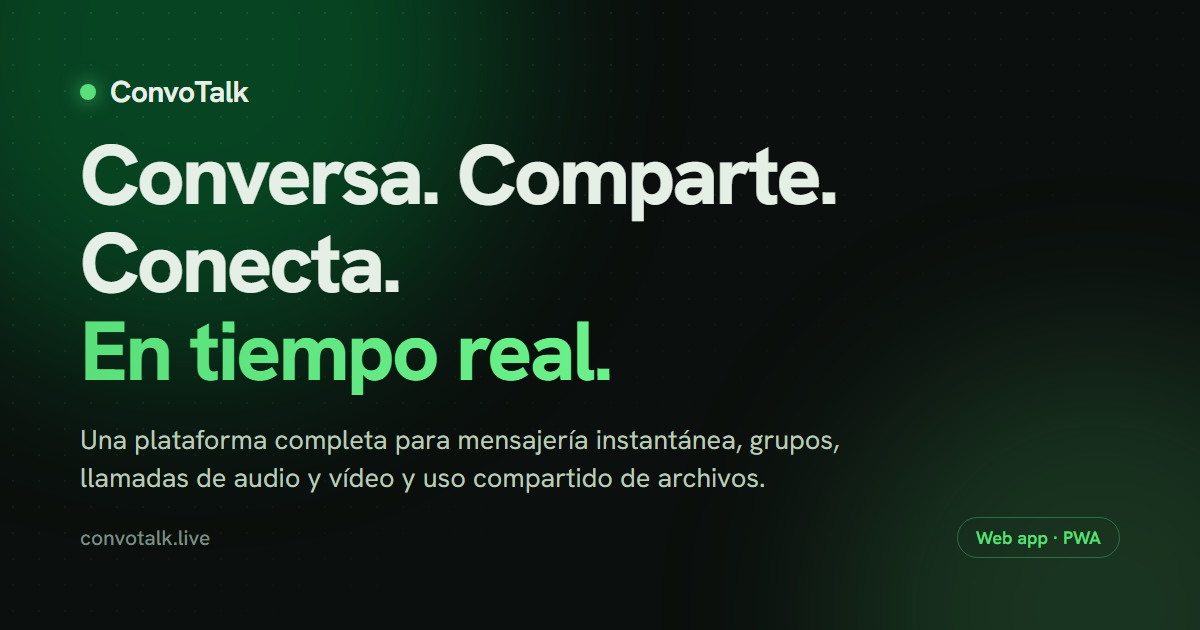 ConvoTalk
Conversa. Comparte.
Conecta.
En tiempo real.
Una plataforma completa para mensajería instantánea, grupos,
llamadas de audio y vídeo y uso compartido de archivos.
convotalk.live
Web app · PWA